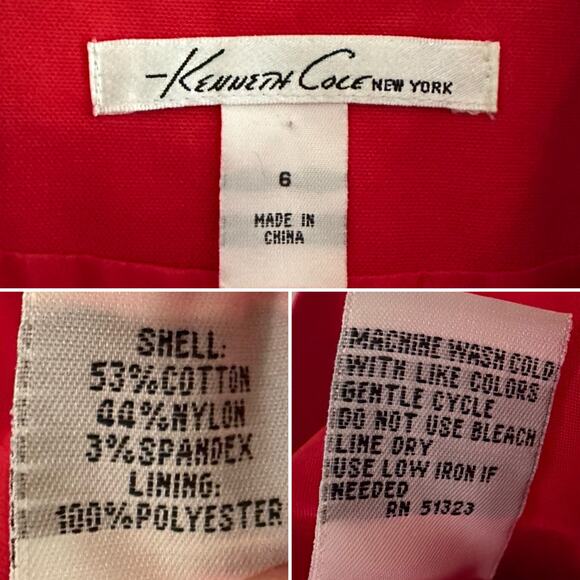 KENNETH COLE NEW YORK
6
MADE IN
CHINA
SHELL:
53%COTTON
44%NYLON
3%SPANDEX
LINING:
100%POLYESTER
MACHINE WASH COLD
WITH LIKE COLORS
GENTLE CYCLE
DO NOT USE BLEACH
LINE DRY
USE LOW IRON IF
NEEDED
RN 51323